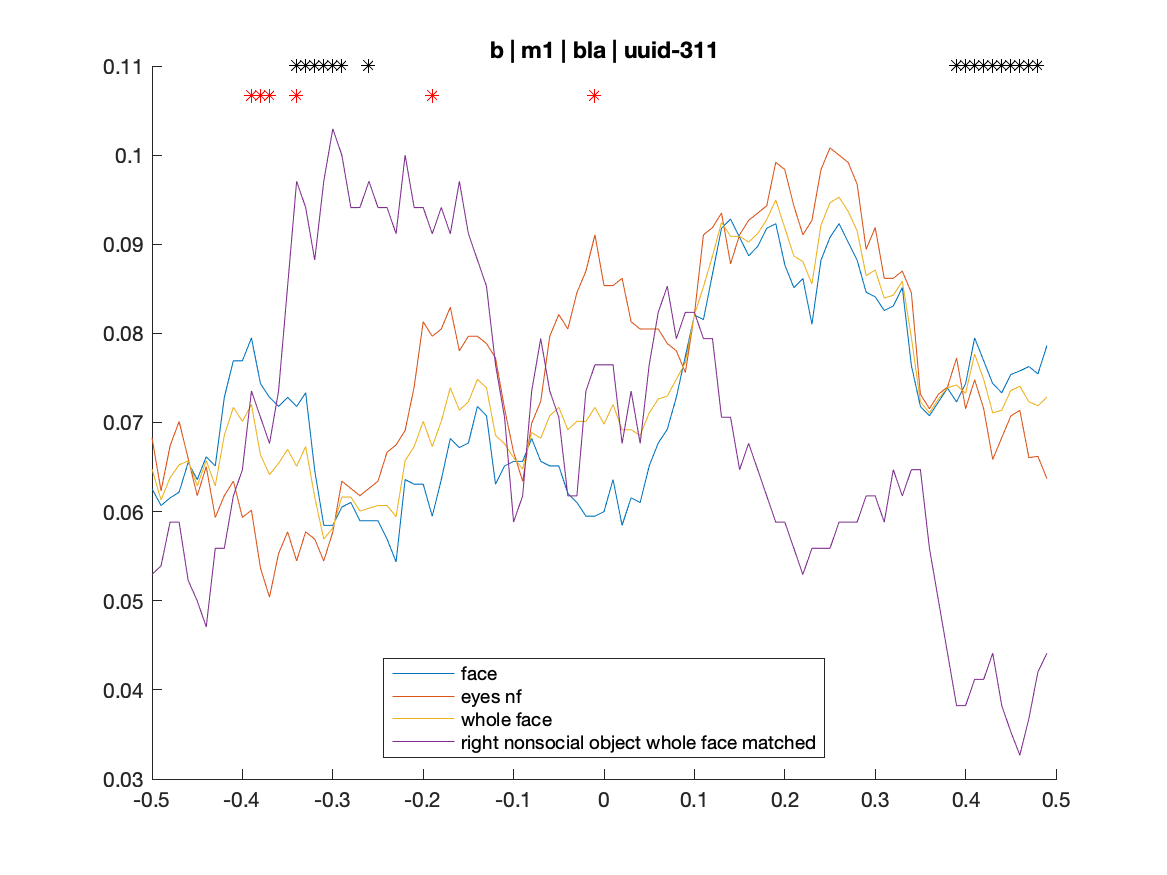 b | m1 | bla | uuid-311
0.11
0.1
0.09
0.08
0.07
0.06
0.05
0.04
0.03
face
eyes nf
whole face
right nonsocial object whole face matched
-0.5 -0.4 -0.3 -0.2 -0.1 0 0.1 0.2 0.3 0.4 0.5